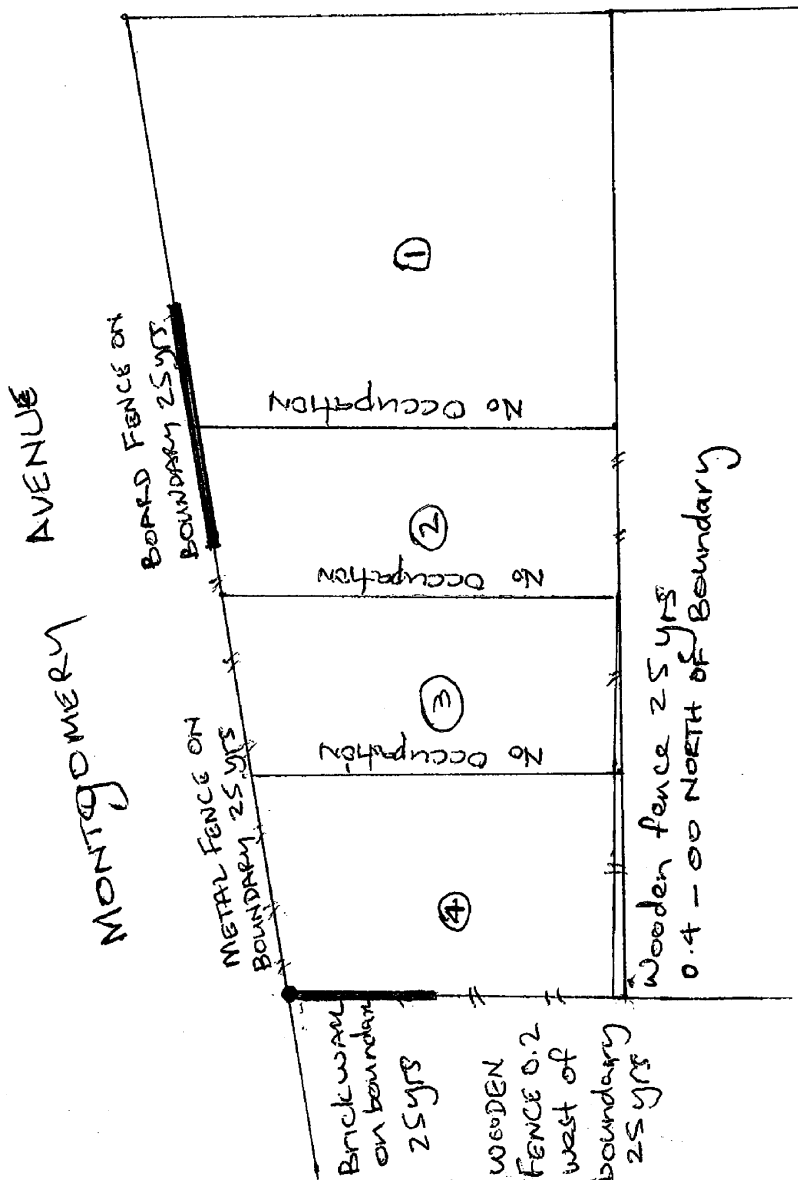 MONTGOMERY AVENUE
BOARD FENCE ON
BOUNDARY 25 yrs
METAL FENCE ON
BOUNDARY 25 yrs
1
No Occupation
2
No Occupation
3
No Occupation
4
Brick wall
on boundary
25 yrs
WOODEN
FENCE 0.2
west of
boundary
25 yrs
Wooden fence 25 yrs
0.4 - 00 NORTH OF Boundary